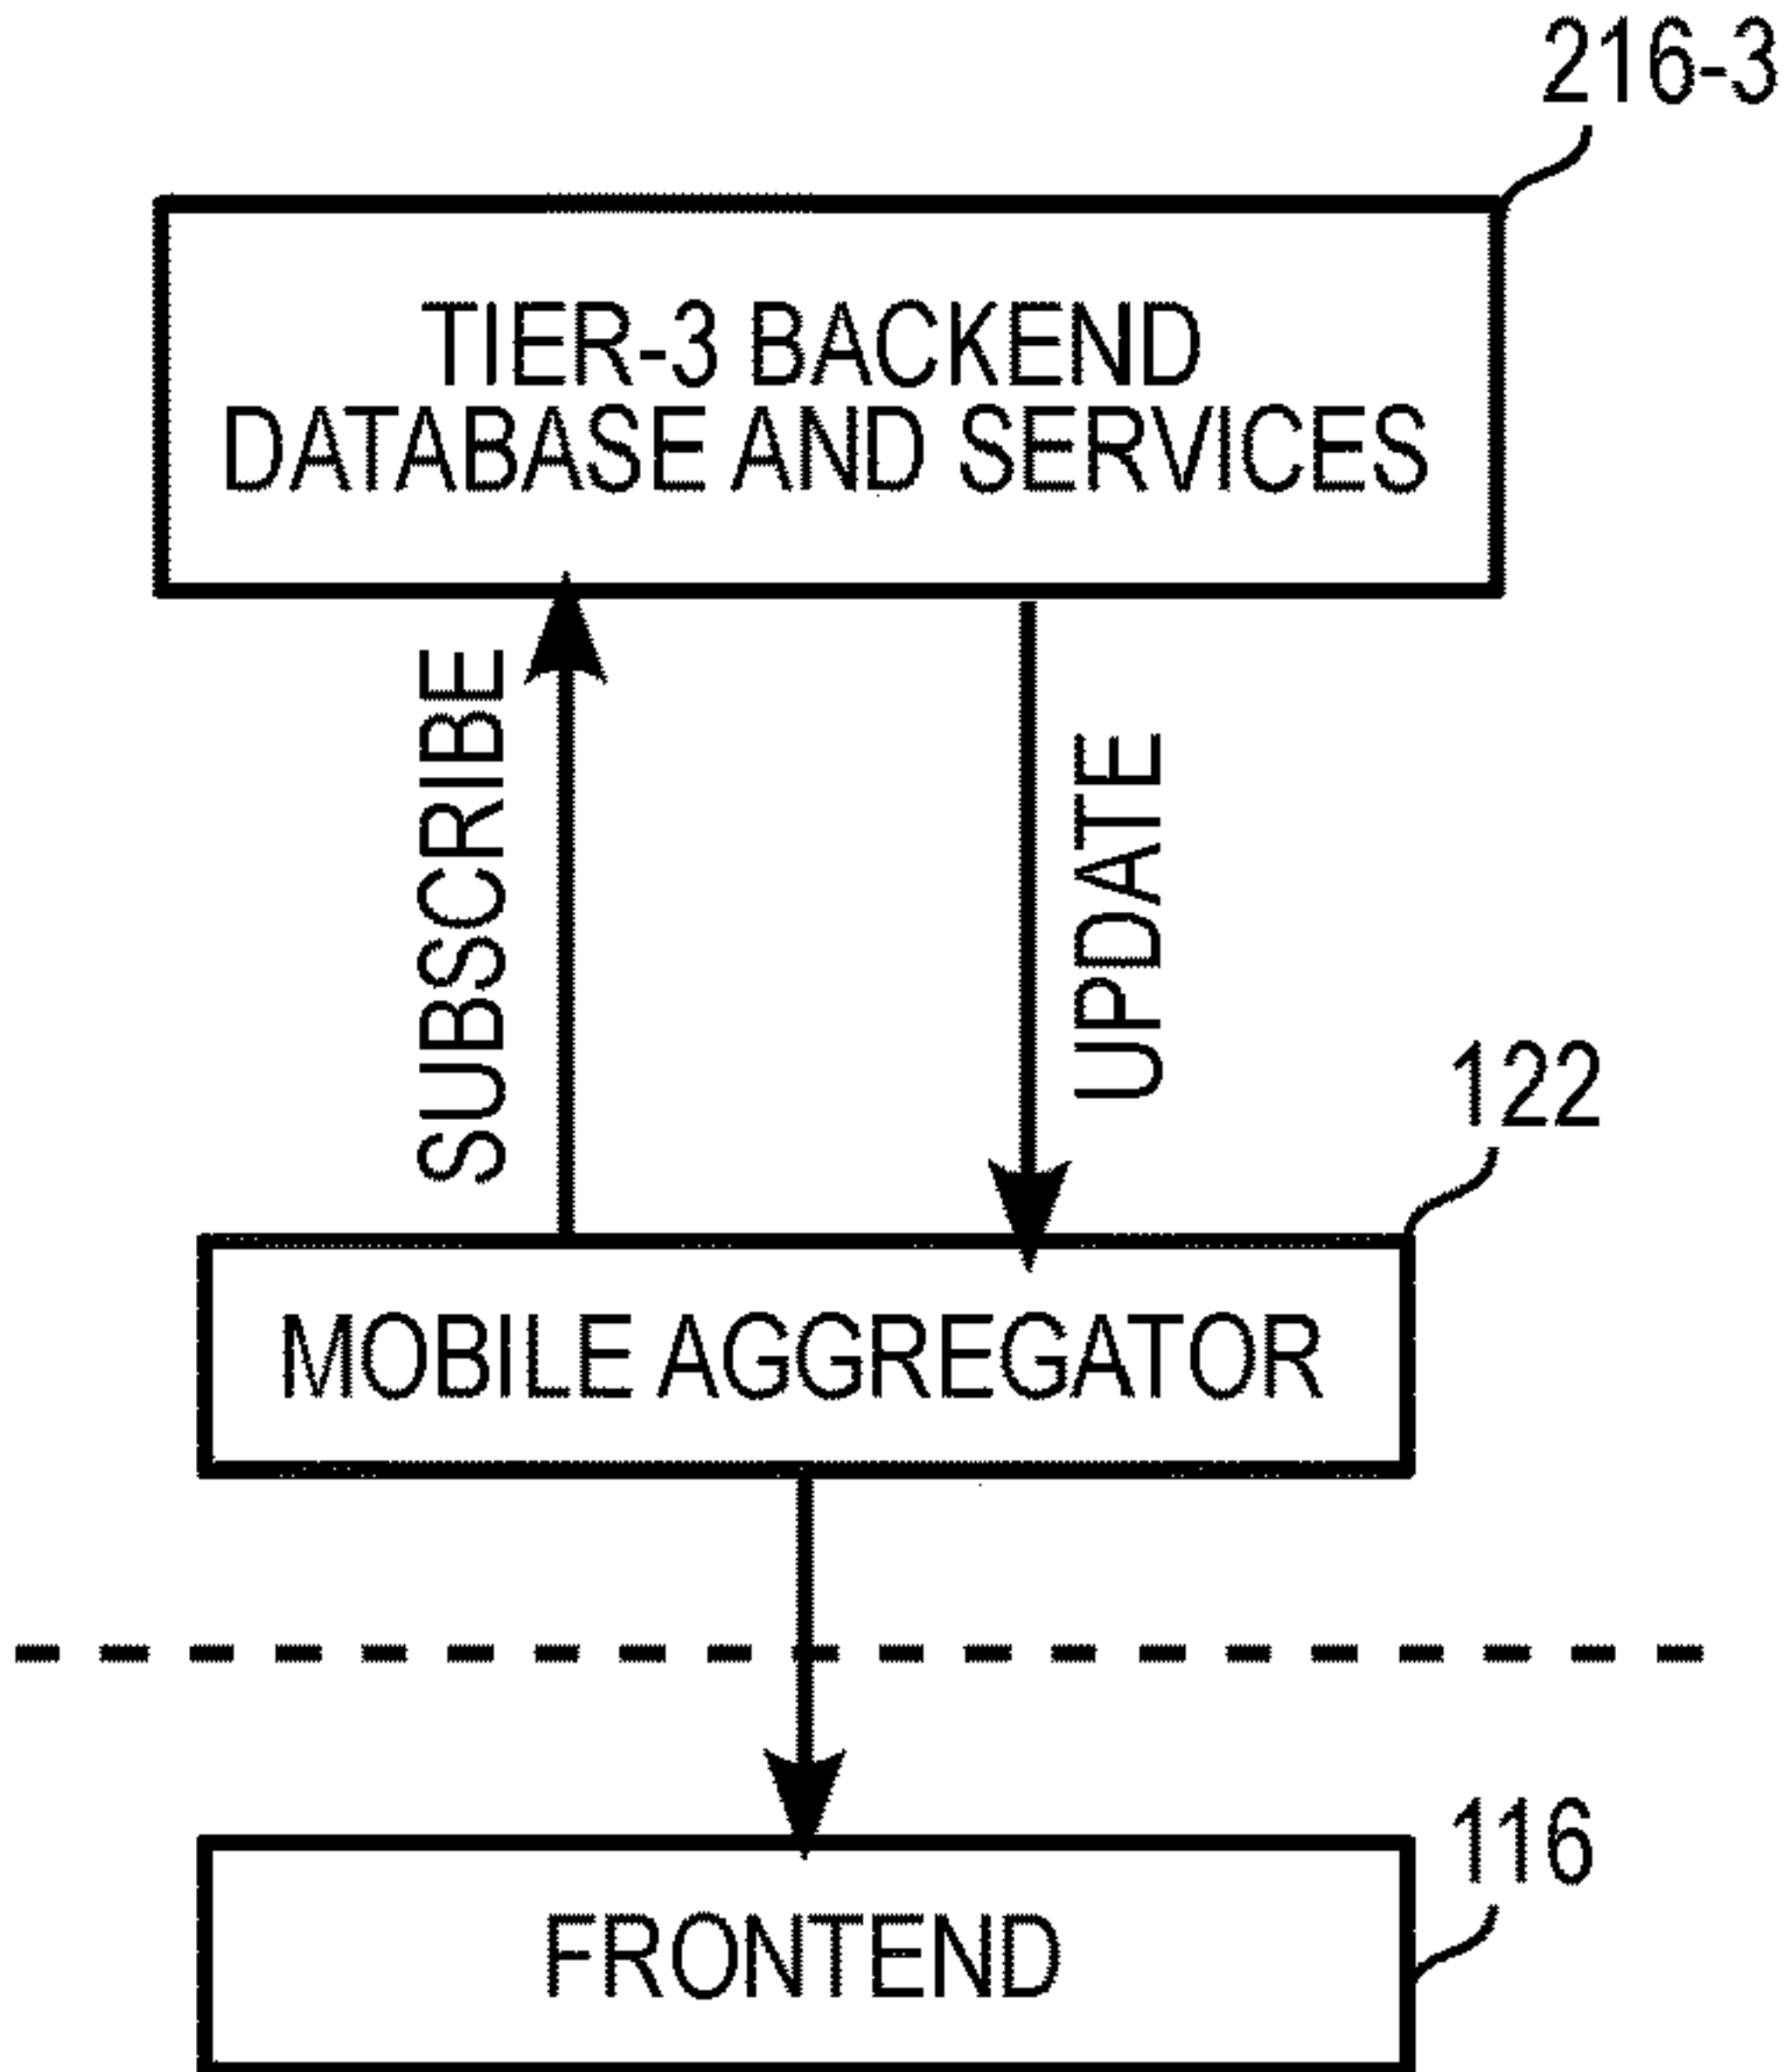 216-3
TIER-3 BACKEND
DATABASE AND SERVICES
SUBSCRIBE
UPDATE
122
MOBILE AGGREGATOR
116
FRONTEND